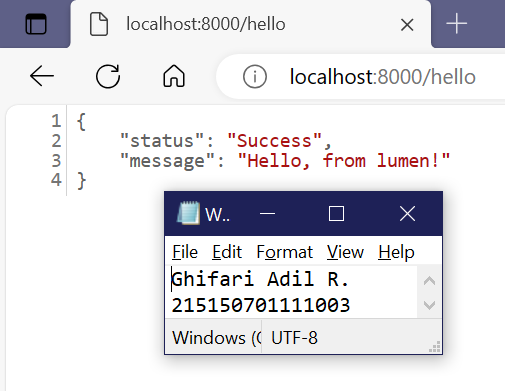 localhost:8000/hello
localhost:8000/hello
1 {
2 "status": "Success",
3 "message": "Hello, from lumen!"
4 }
W..
File Edit Format View Help
Ghifari Adil R.
215150701111003
Windows (C UTF-8